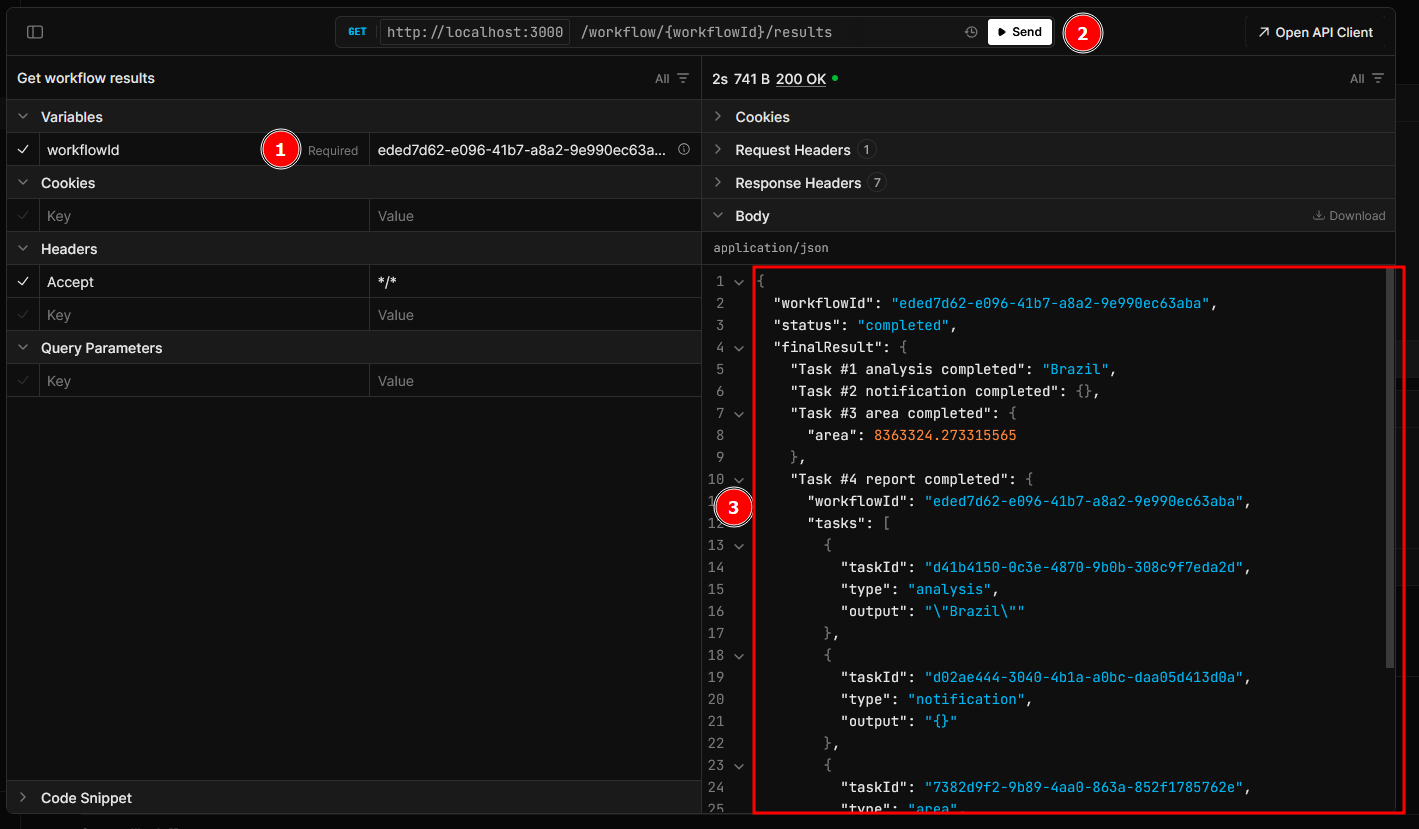 GET http://localhost:3000 /workflow/{workflowId}/results Send 2 Open API Client
Get workflow results All
Variables
workflowId 1 Required eded7d62-e096-41b7-a8a2-9e990ec63a...
Cookies
Key Value
Headers
Accept */*
Key Value
Query Parameters
Key Value
Code Snippet
2s 741 B 200 OK All
Cookies
Request Headers 1
Response Headers 7
Body Download
application/json
3
1 {
2 "workflowId": "eded7d62-e096-41b7-a8a2-9e990ec63aba",
3 "status": "completed",
4 "finalResult": {
5 "Task #1 analysis completed": "Brazil",
6 "Task #2 notification completed": {},
7 "Task #3 area completed": {
8 "area": 8363324.273315565
9 },
10 "Task #4 report completed": {
"workflowId": "eded7d62-e096-41b7-a8a2-9e990ec63aba",
12 "tasks": [
13 {
14 "taskId": "d41b4150-0c3e-4870-9b0b-308c9f7eda2d",
15 "type": "analysis",
16 "output": "\"Brazil\""
17 },
18 {
19 "taskId": "d02ae444-3040-4b1a-a0bc-daa05d413d0a",
20 "type": "notification",
21 "output": "{}"
22 },
23 {
24 "taskId": "7382d9f2-9b89-4aa0-863a-852f1785762e",
25 "type": "area",